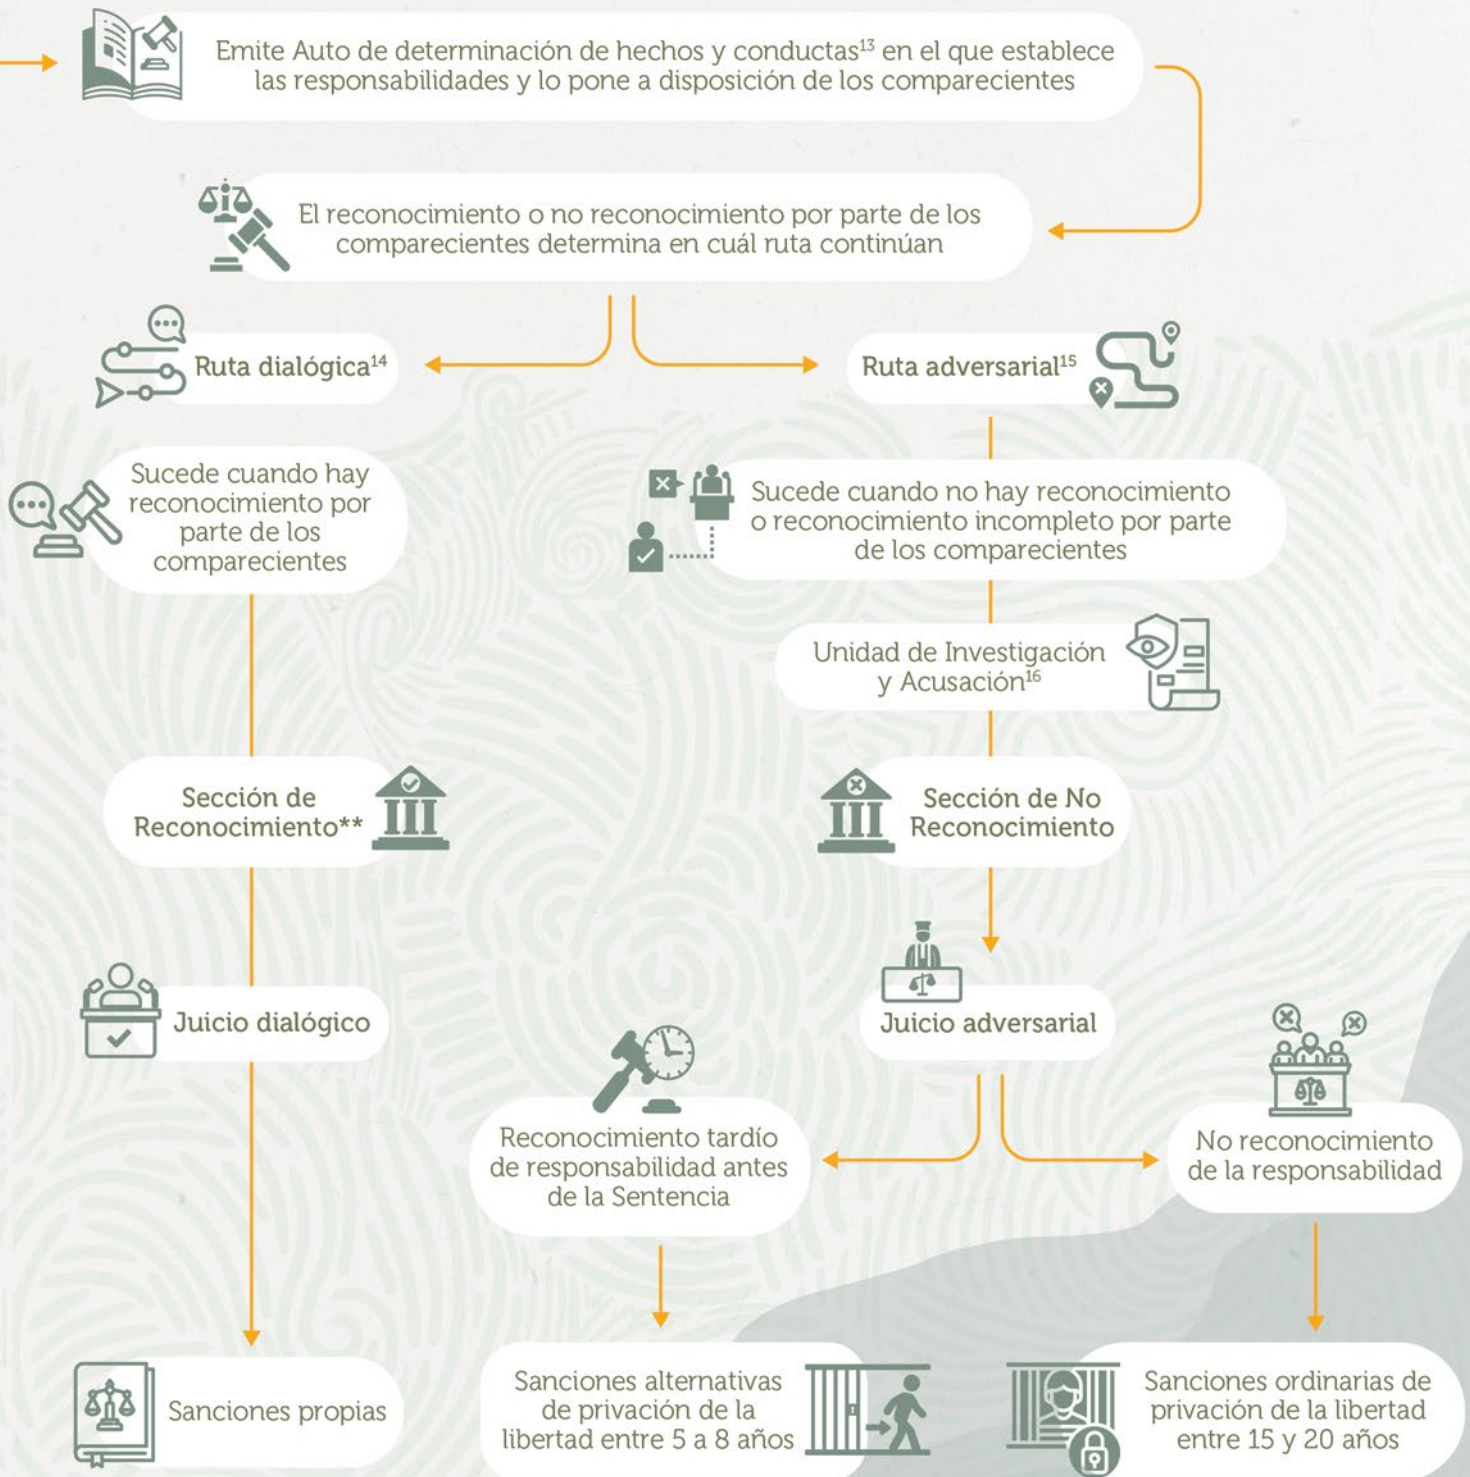 Emite Auto de determinación de hechos y conductas¹³ en el que establece
las responsabilidades y lo pone a disposición de los comparecientes
El reconocimiento o no reconocimiento por parte de los
comparecientes determina en cuál ruta continúan
Ruta dialógica¹⁴
Ruta adversarial¹⁵
Sucede cuando hay
reconocimiento por
parte de los
comparecientes
Sucede cuando no hay reconocimiento
o reconocimiento incompleto por parte
de los comparecientes
Unidad de Investigación
y Acusación¹⁶
Sección de
Reconocimiento**
Sección de No
Reconocimiento
Juicio dialógico
Juicio adversarial
Reconocimiento tardío
de responsabilidad antes
de la Sentencia
No reconocimiento
de la responsabilidad
Sanciones propias
Sanciones alternativas
de privación de la
libertad entre 5 a 8 años
Sanciones ordinarias de
privación de la libertad
entre 15 y 20 años